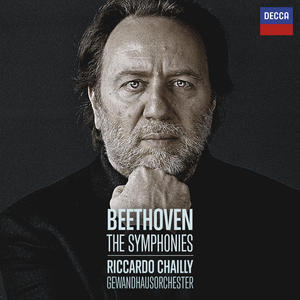 DECCA
BEETHOVEN
THE SYMPHONIES
RICCARDO CHAILLY
GEWANDHAUSORCHESTER